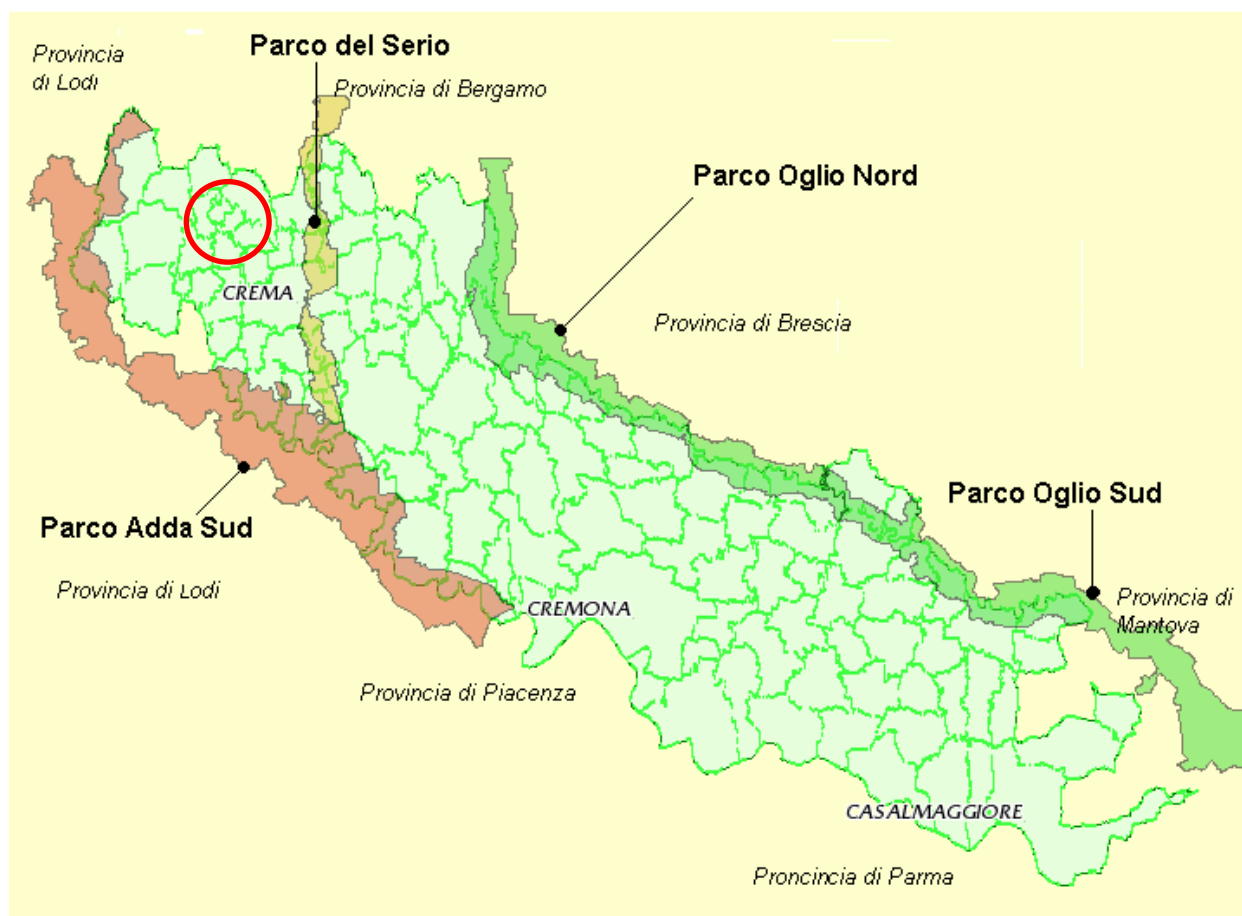 Provincia
di Lodi
Parco del Serio
Provincia di Bergamo
Parco Oglio Nord
CREMA
Provincia di Brescia
Parco Oglio Sud
Parco Adda Sud
Provincia di Lodi
CREMONA
Provincia di
Mantova
Provincia di Piacenza
CASALMAGGIORE
Proncincia di Parma